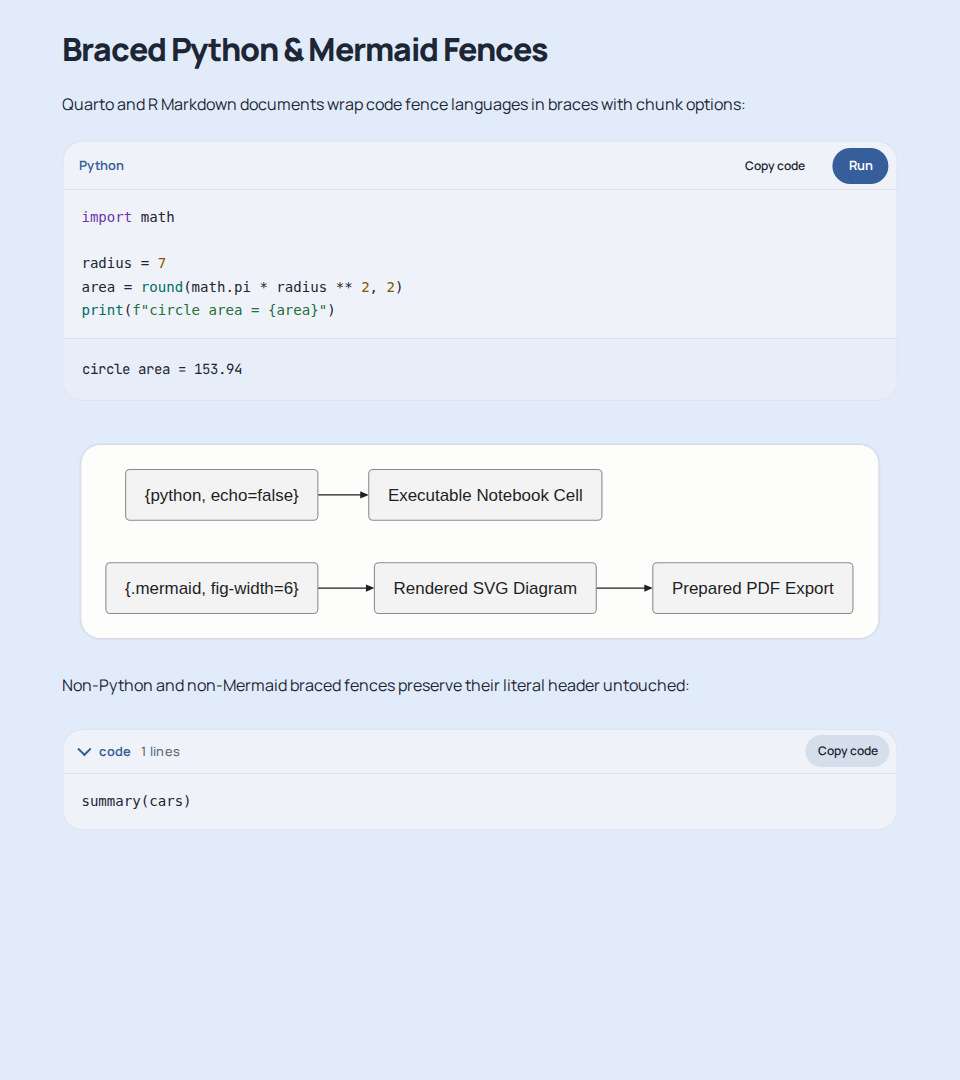 Braced Python & Mermaid Fences
Quarto and R Markdown documents wrap code fence languages in braces with chunk options:
Python
Copy code
Run
import math
radius = 7
area = round(math.pi * radius ** 2, 2)
print(f"circle area = {area}")
circle area = 153.94
{python, echo=false}
Executable Notebook Cell
{.mermaid, fig-width=6}
Rendered SVG Diagram
Prepared PDF Export
Non-Python and non-Mermaid braced fences preserve their literal header untouched:
code 1 lines
Copy code
summary(cars)